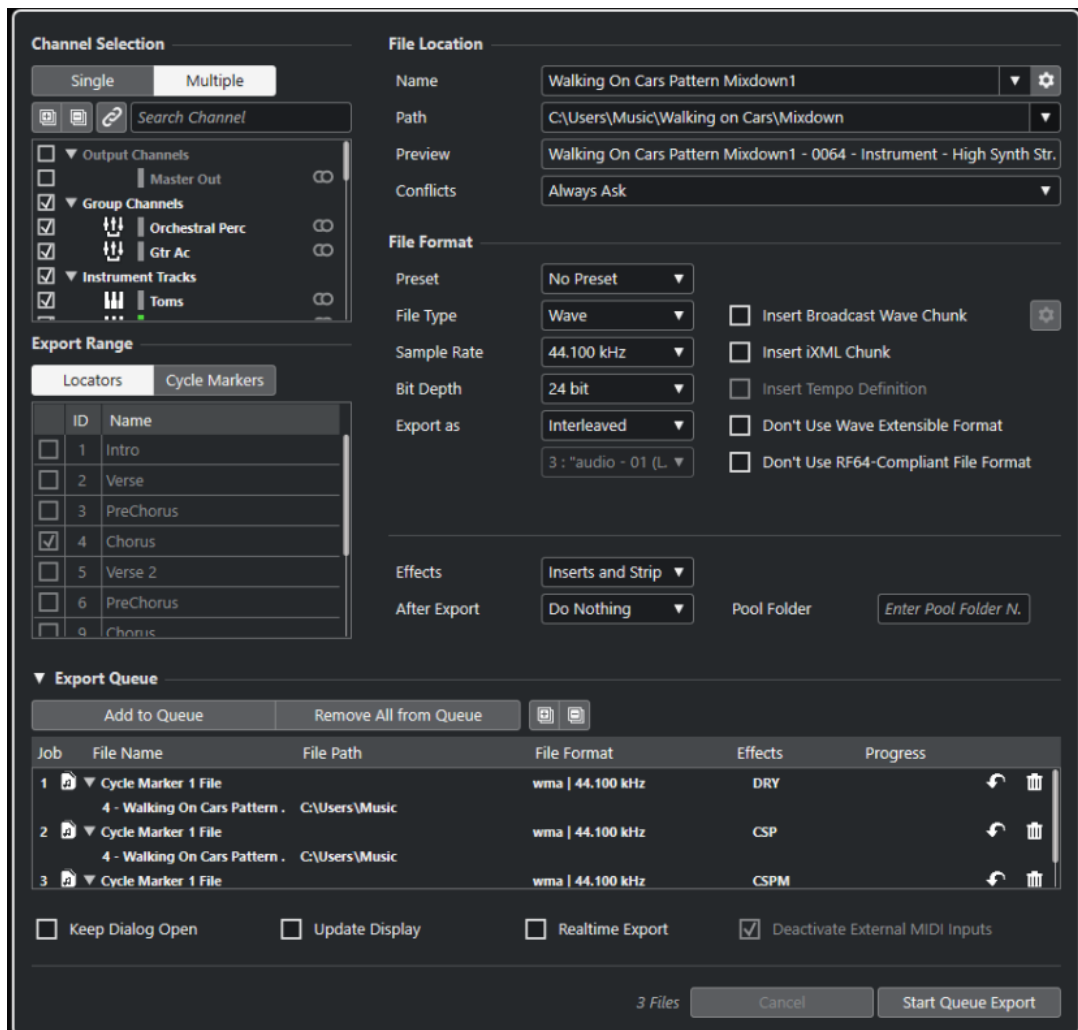 Channel Selection
Single Multiple
Search Channel
Output Channels
Master Out
Group Channels
Orchestral Perc
Gtr Ac
Instrument Tracks
Toms
Export Range
Locators Cycle Markers
ID Name
1 Intro
2 Verse
3 PreChorus
4 Chorus
5 Verse 2
6 PreChorus
9 Chorus
File Location
Name Walking On Cars Pattern Mixdown1
Path C:\Users\Music\Walking on Cars\Mixdown
Preview Walking On Cars Pattern Mixdown1 - 0064 - Instrument - High Synth Str.
Conflicts Always Ask
File Format
Preset No Preset
File Type Wave Insert Broadcast Wave Chunk
Sample Rate 44.100 kHz Insert iXML Chunk
Bit Depth 24 bit Insert Tempo Definition
Export as Interleaved Don't Use Wave Extensible Format
3 : "audio - 01 (L. Don't Use RF64-Compliant File Format
Effects Inserts and Strip
After Export Do Nothing Pool Folder Enter Pool Folder N.
Export Queue
Add to Queue Remove All from Queue
Job File Name File Path File Format Effects Progress
1 Cycle Marker 1 File wma | 44.100 kHz DRY
4 - Walking On Cars Pattern . C:\Users\Music
2 Cycle Marker 1 File wma | 44.100 kHz CSP
4 - Walking On Cars Pattern . C:\Users\Music
3 Cycle Marker 1 File wma | 44.100 kHz CSPM
Keep Dialog Open Update Display Realtime Export Deactivate External MIDI Inputs
3 Files Cancel Start Queue Export